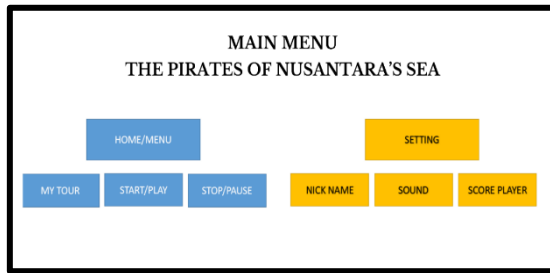 MAIN MENU
THE PIRATES OF NUSANTARA'S SEA
HOME/MENU
SETTING
MY TOUR
START/PLAY
STOP/PAUSE
NICK NAME
SOUND
SCORE PLAYER